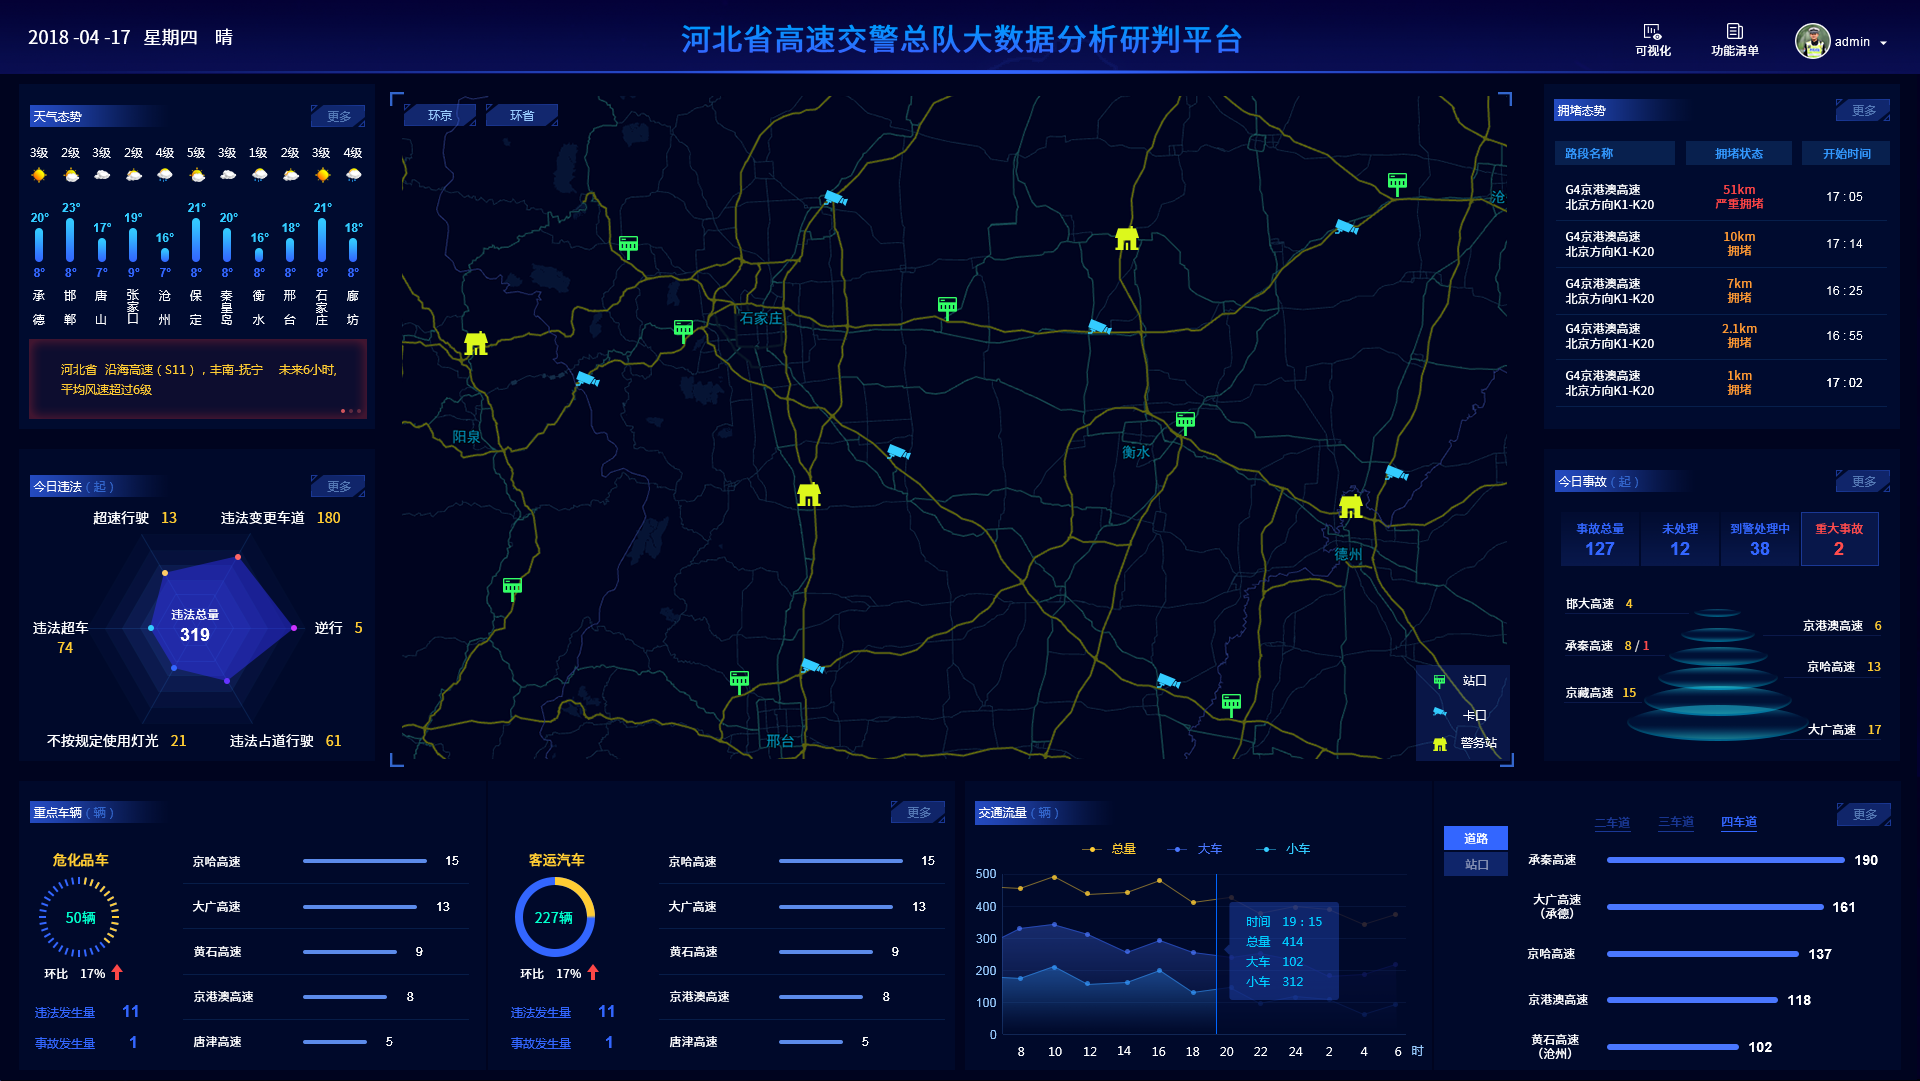 2018 -04 -17 星期四 晴
河北省高速交警总队大数据分析研判平台
可视化
功能清单
admin
天气态势
更多
3级 2级 3级 2级 4级 5级 3级 1级 2级 3级 4级
20° 23° 17° 19° 16° 21° 20° 16° 18° 21° 18°
8° 8° 7° 9° 7° 8° 8° 8° 8° 8° 8°
承德 邯郸 唐山 张家口 沧州 保定 秦皇岛 衡水 邢台 石家庄 廊坊
河北省 沿海高速（S11），丰南-抚宁 未来6小时,
平均风速超过6级
今日违法（起）
更多
超速行驶 13
违法变更车道 180
违法超车
74
违法总量
319
逆行 5
不按规定使用灯光 21
违法占道行驶 61
环京
环省
石家庄
阳泉
衡水
德州
邢台
沧
站口
卡口
警务站
拥堵态势
更多
路段名称 拥堵状态 开始时间
G4京港澳高速
北京方向K1-K20
51km
严重拥堵
17 : 05
G4京港澳高速
北京方向K1-K20
10km
拥堵
17 : 14
G4京港澳高速
北京方向K1-K20
7km
拥堵
16 : 25
G4京港澳高速
北京方向K1-K20
2.1km
拥堵
16 : 55
G4京港澳高速
北京方向K1-K20
1km
拥堵
17 : 02
今日事故（起）
更多
事故总量 未处理 到警处理中 重大事故
127 12 38 2
邯大高速 4
京港澳高速 6
承秦高速 8 / 1
京哈高速 13
京藏高速 15
大广高速 17
重点车辆（辆）
更多
危化品车
50辆
环比 17%
违法发生量 11
事故发生量 1
京哈高速 15
大广高速 13
黄石高速 9
京港澳高速 8
唐津高速 5
客运汽车
227辆
环比 17%
违法发生量 11
事故发生量 1
京哈高速 15
大广高速 13
黄石高速 9
京港澳高速 8
唐津高速 5
交通流量（辆）
总量 大车 小车
500
400
300
200
100
0
8 10 12 14 16 18 20 22 24 2 4 6 时
时间 19 : 15
总量 414
大车 102
小车 312
道路
站口
二车道 三车道 四车道
更多
承秦高速 190
大广高速
（承德）
161
京哈高速 137
京港澳高速 118
黄石高速
（沧州）
102